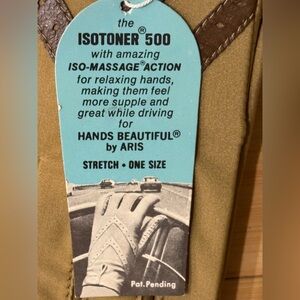 the
ISOTONER® 500
with amazing
ISO-MASSAGE® ACTION
for relaxing hands,
making them feel
more supple and
great while driving
for
HANDS BEAUTIFUL®
by ARIS
STRETCH • ONE SIZE
Pat. Pending